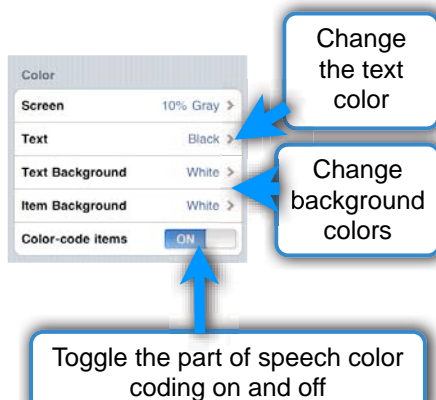 Change
the text
color
Color
Screen 10% Gray >
Text Black >
Text Background White >
Item Background White >
Color-code items ON
Change
background
colors
Toggle the part of speech color
coding on and off